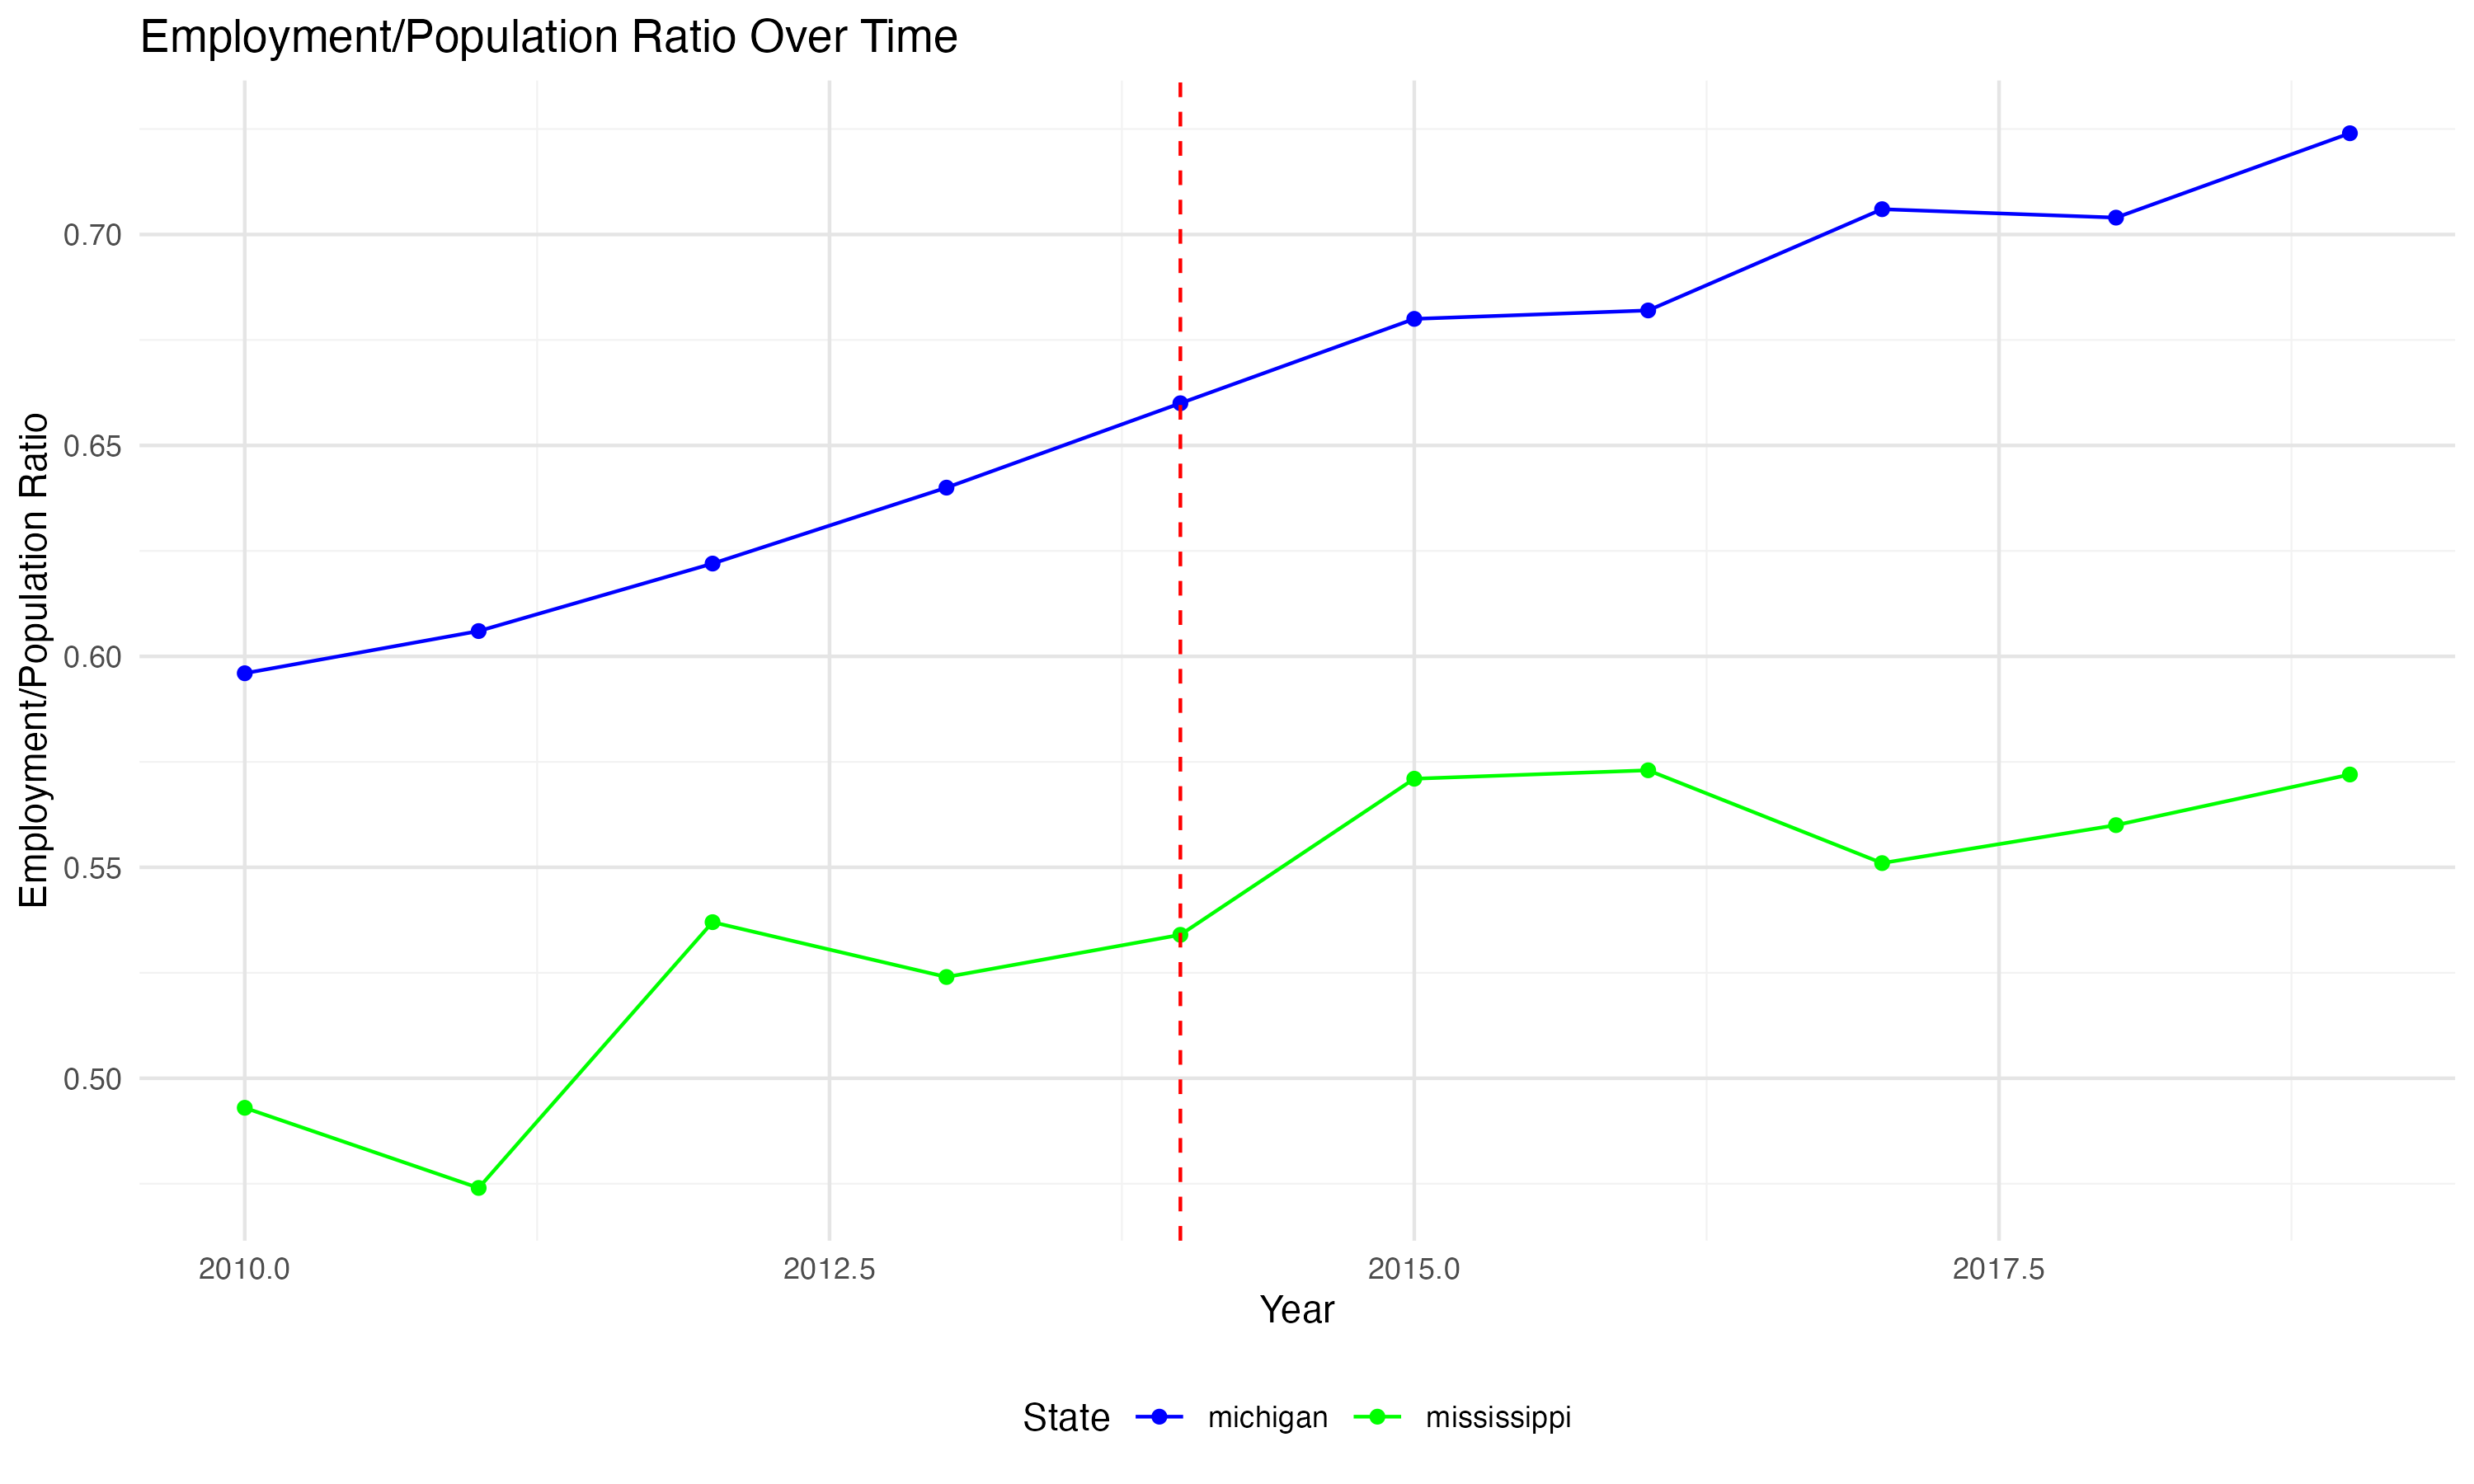 Employment/Population Ratio Over Time
Employment/Population Ratio
0.70
0.65
0.60
0.55
0.50
2010.0 2012.5 2015.0 2017.5
Year
State michigan mississippi